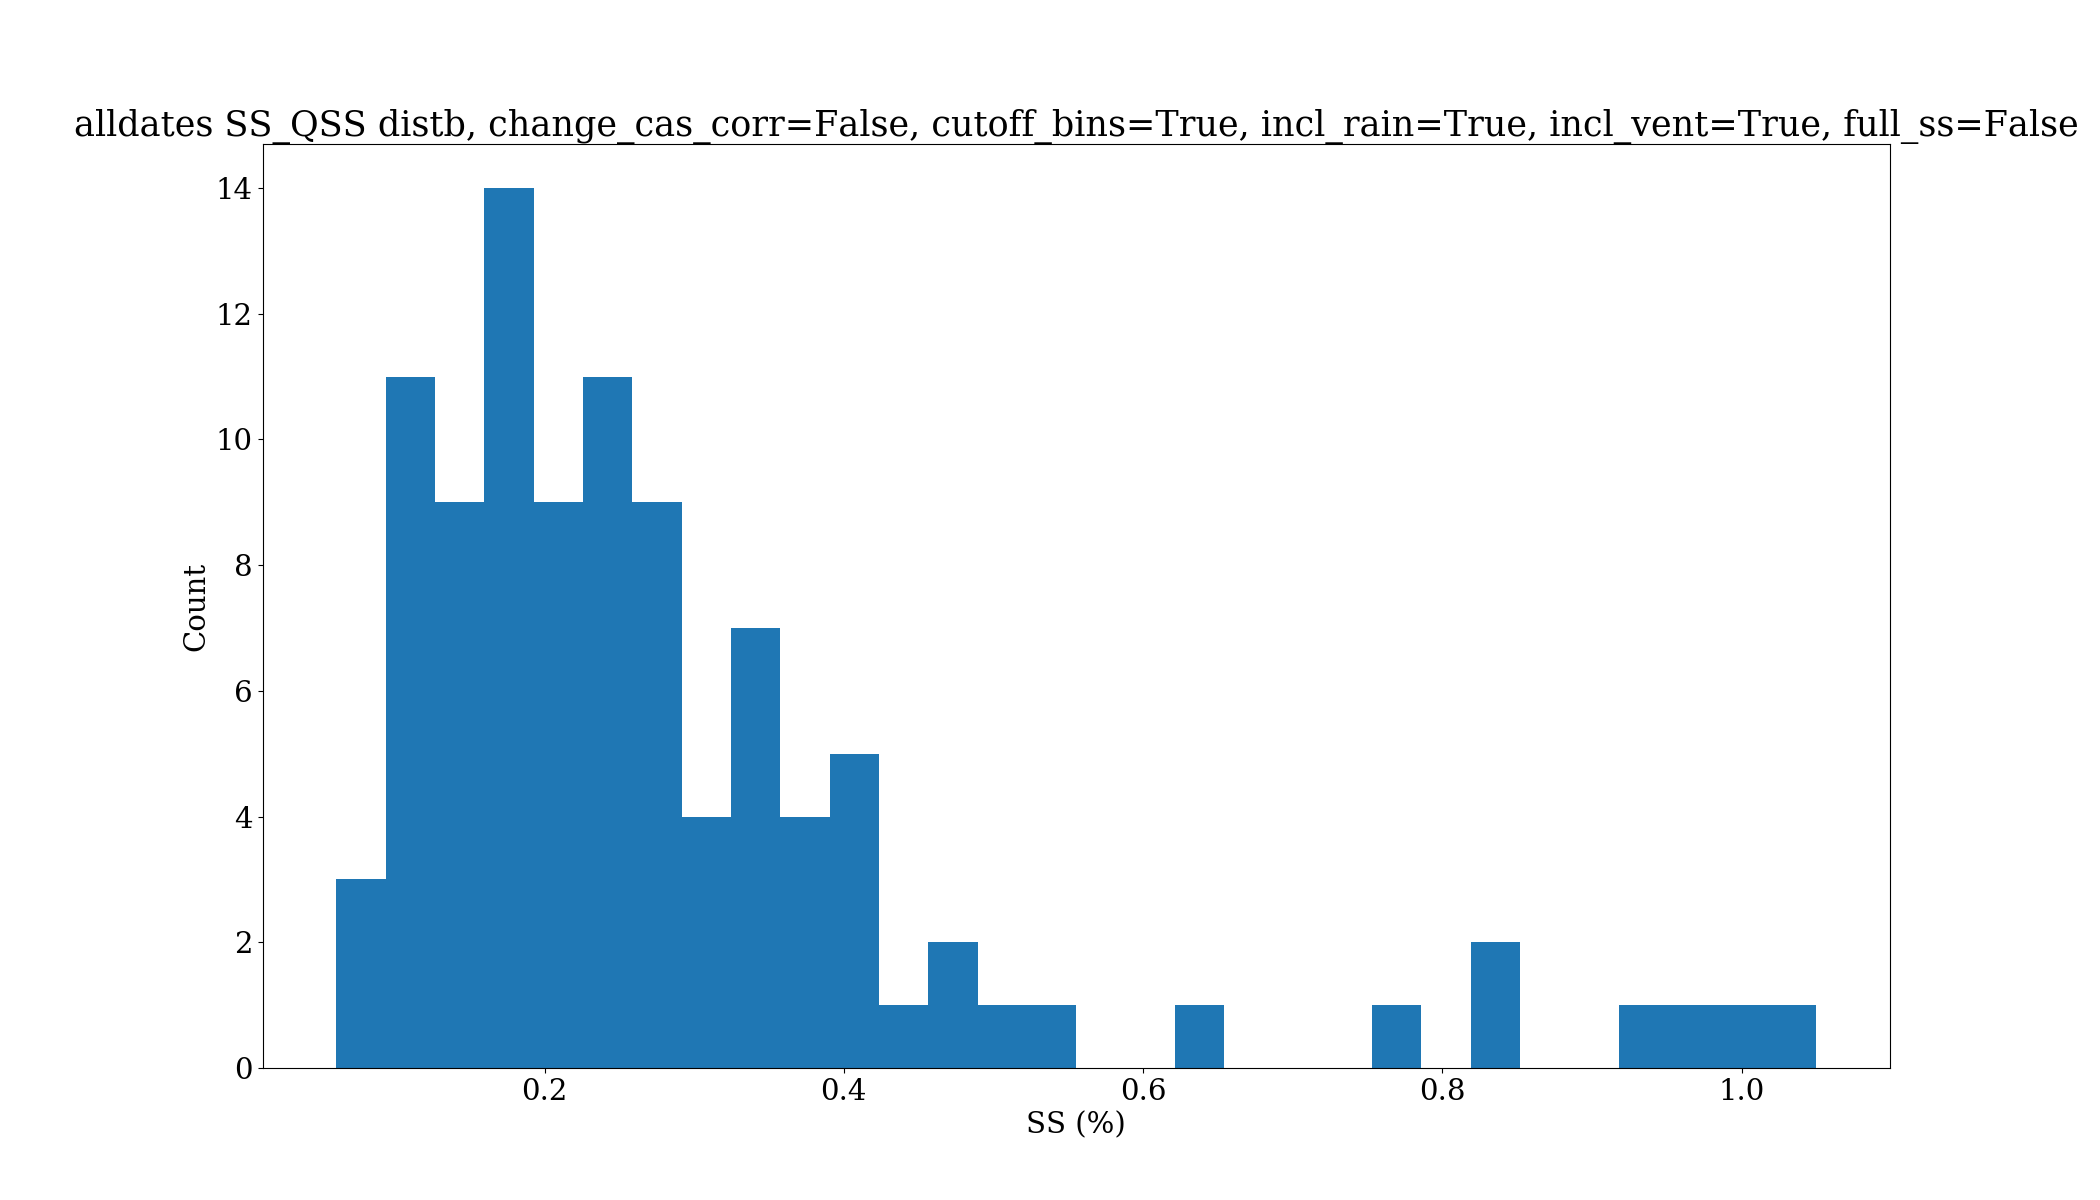 alldates SS_QSS distb, change_cas_corr=False, cutoff_bins=True, incl_rain=True, incl_vent=True, full_ss=False
14
12
10
8
6
4
2
0
Count
0.2 0.4 0.6 0.8 1.0
SS (%)